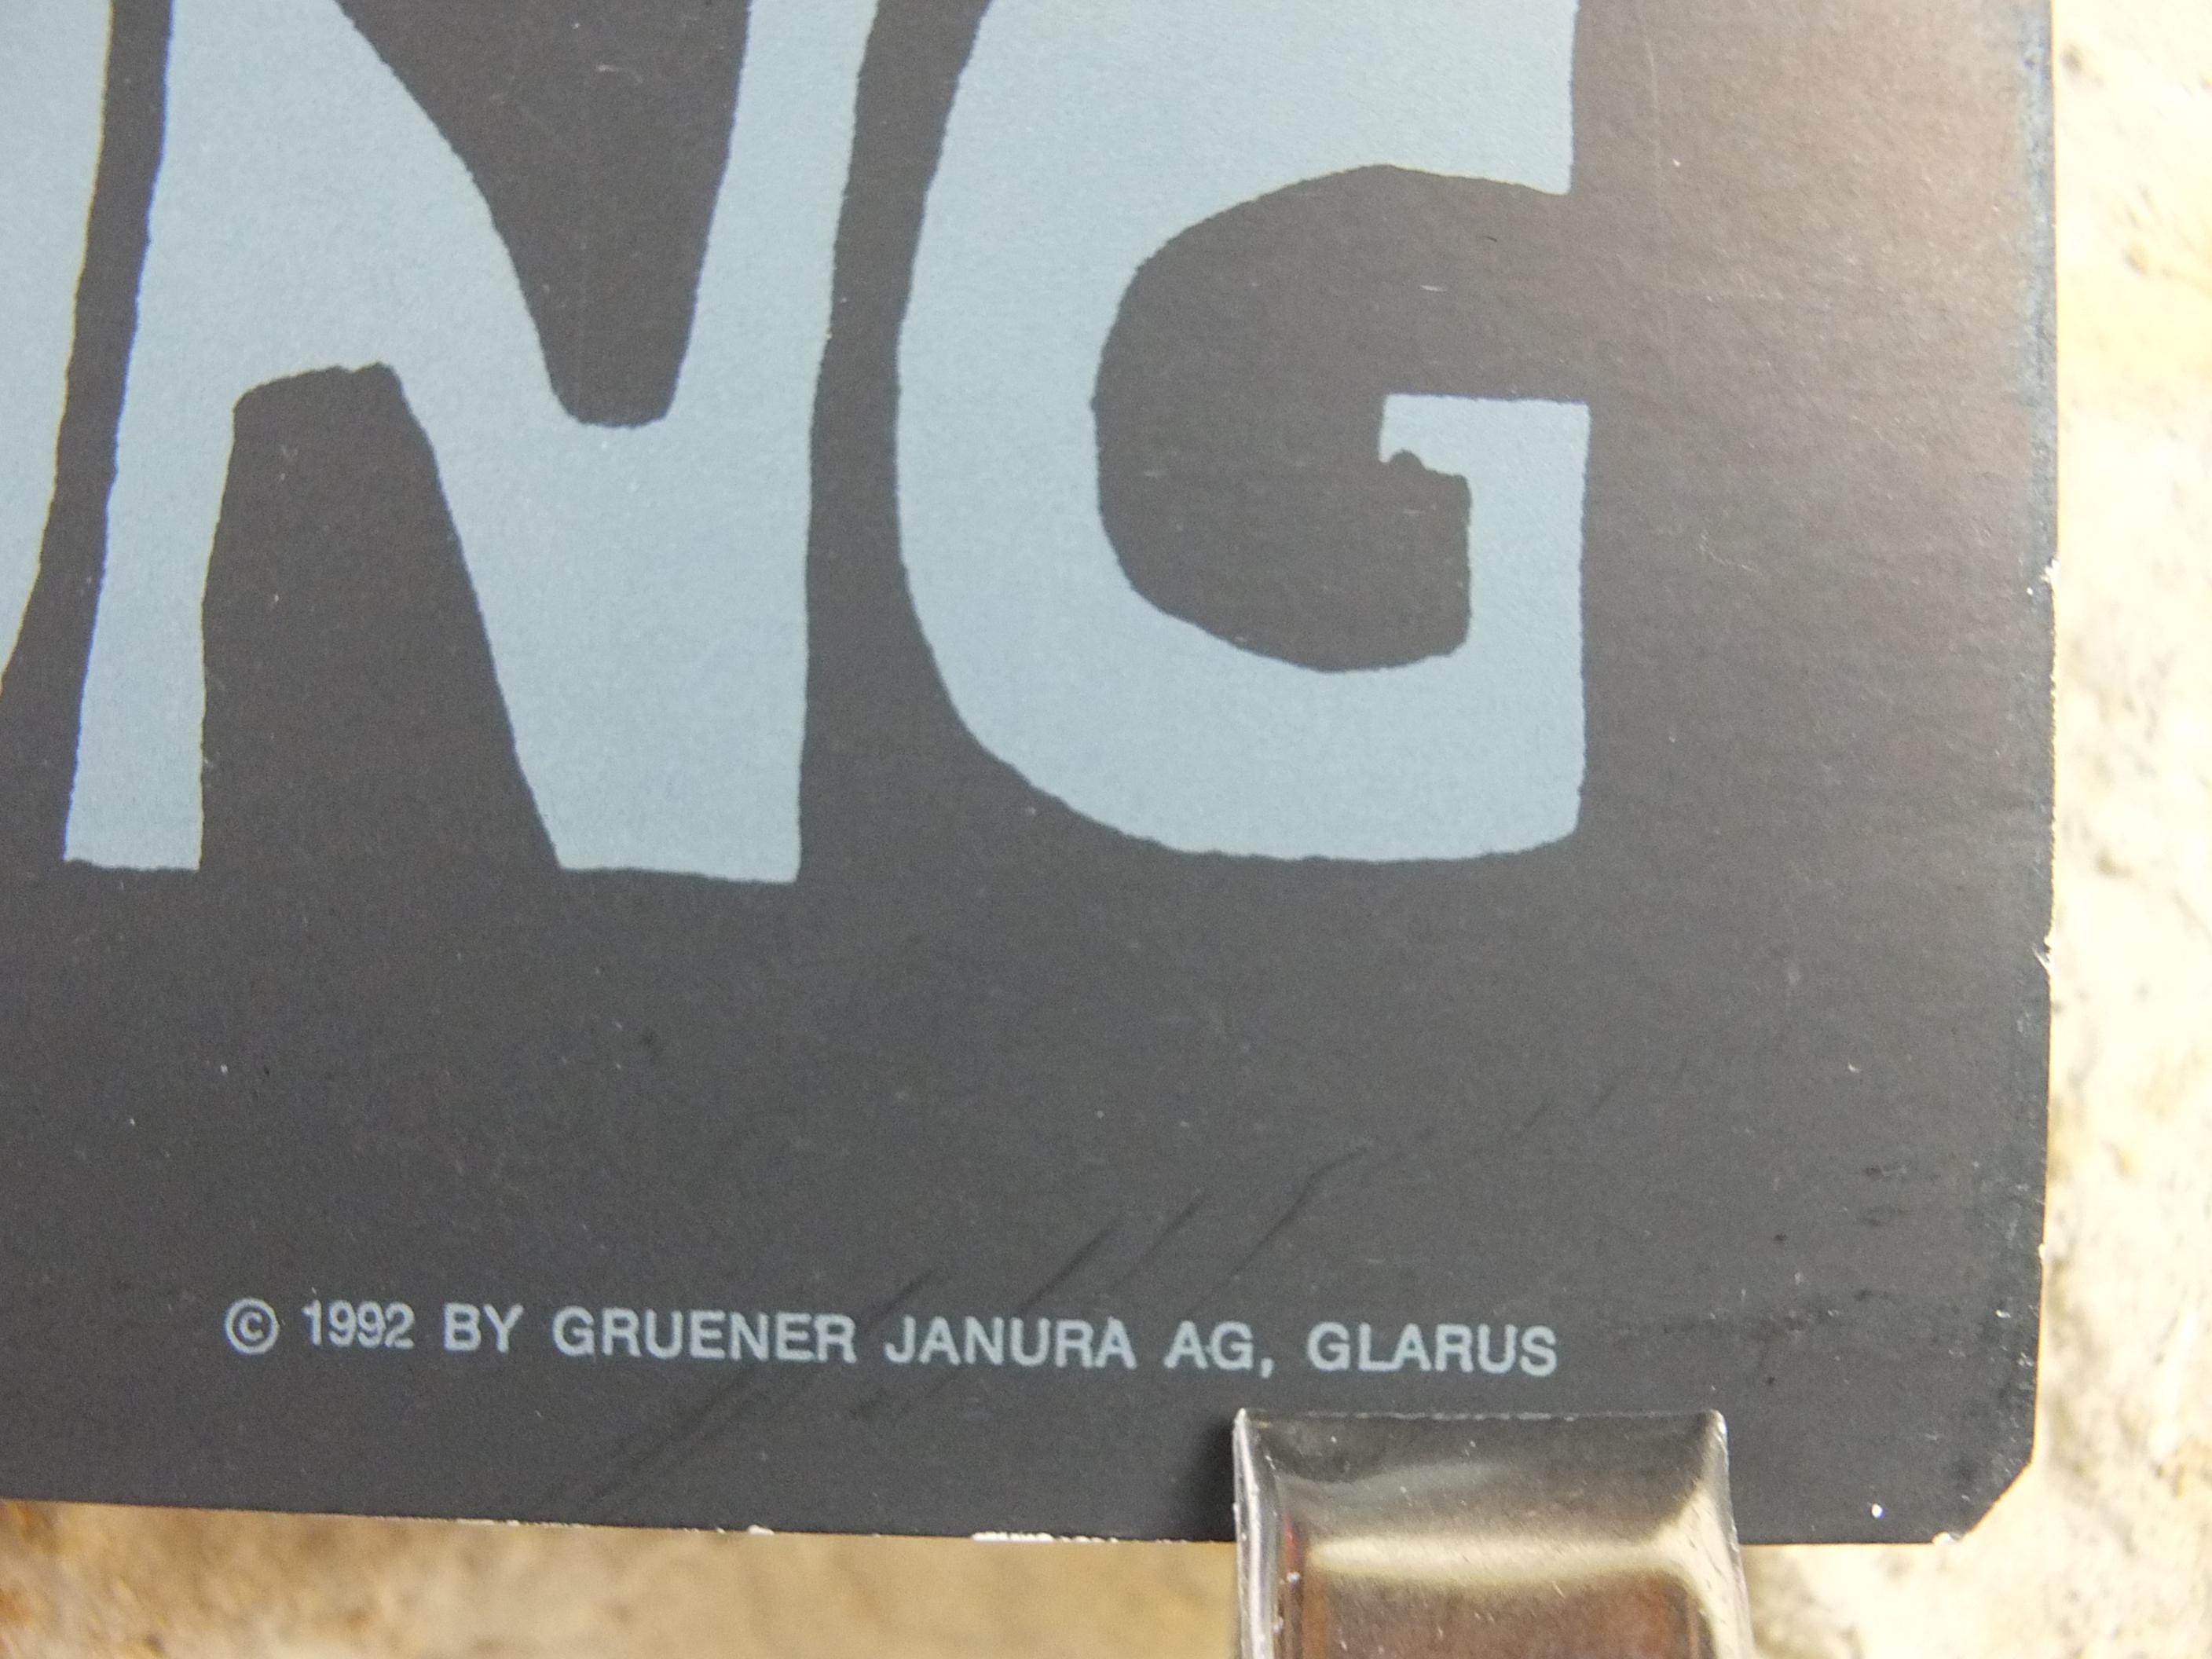 NG
© 1992 BY GRUENER JANURA AG, GLARUS